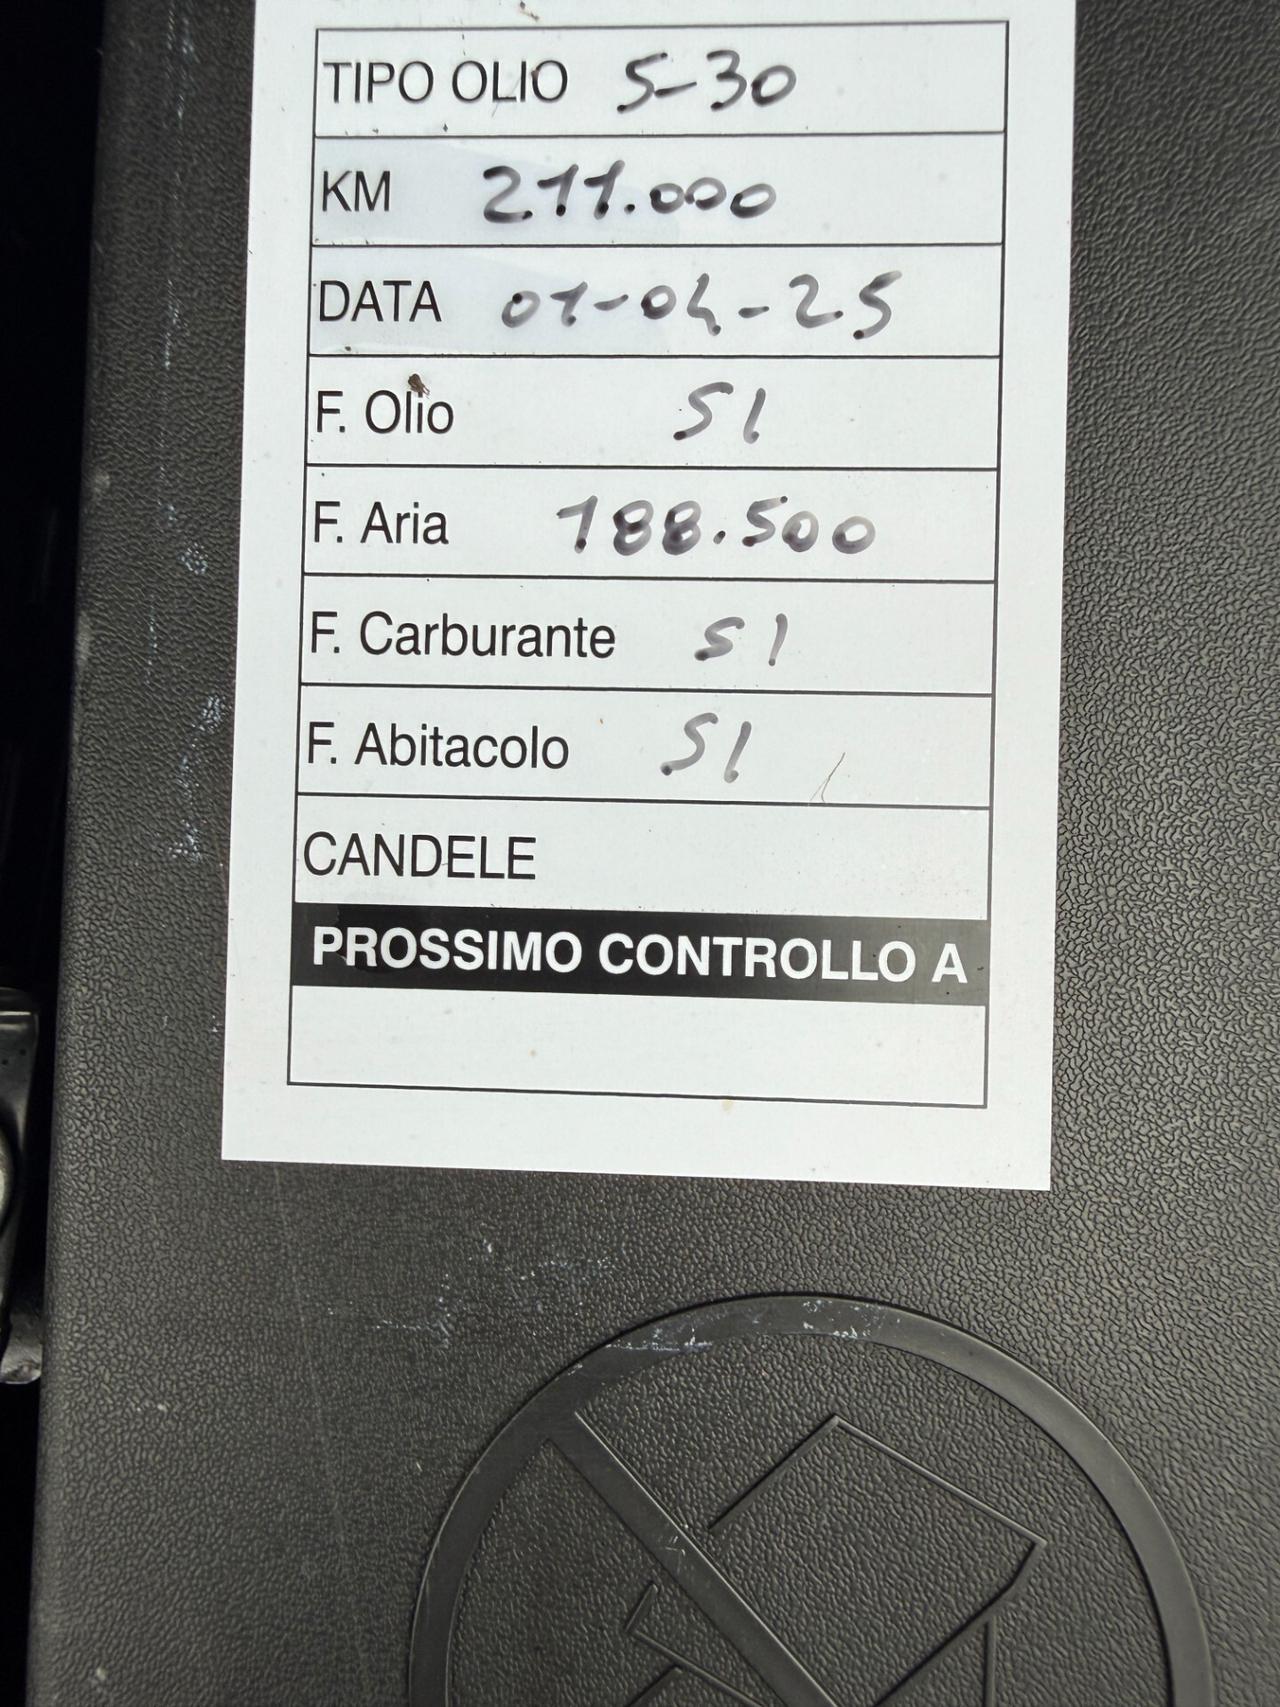 TIPO OLIO 5-30
KM 211.000
DATA 01-04-25
F. Olio SI
F. Aria 188.500
F. Carburante SI
F. Abitacolo SI
CANDELE
PROSSIMO CONTROLLO A